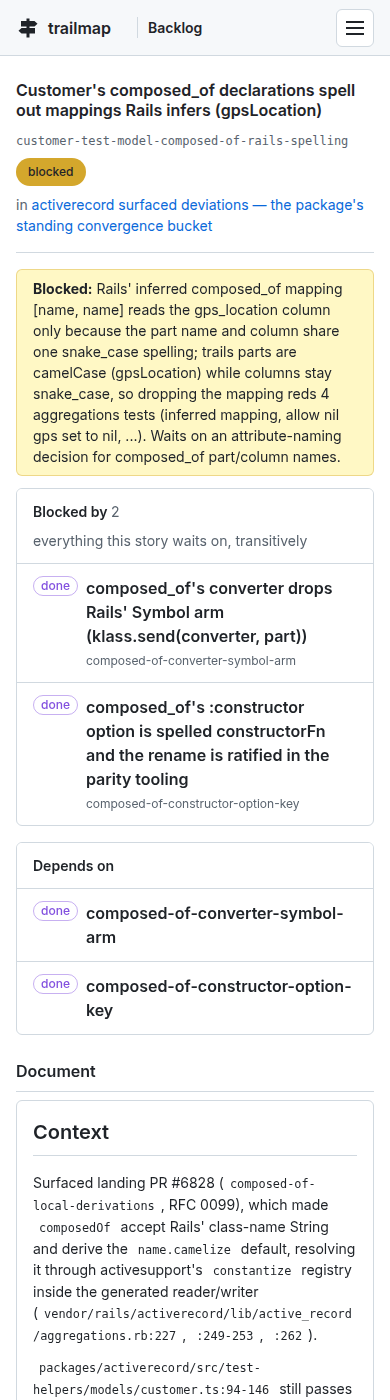 trailmap
Backlog
Customer's composed_of declarations spell
out mappings Rails infers (gpsLocation)
customer-test-model-composed-of-rails-spelling
blocked
in activerecord surfaced deviations — the package's
standing convergence bucket
Blocked: Rails' inferred composed_of mapping
[name, name] reads the gps_location column
only because the part name and column share
one snake_case spelling; trails parts are
camelCase (gpsLocation) while columns stay
snake_case, so dropping the mapping reds 4
aggregations tests (inferred mapping, allow nil
gps set to nil, ...). Waits on an attribute-naming
decision for composed_of part/column names.
Blocked by 2
everything this story waits on, transitively
done
composed_of's converter drops
Rails' Symbol arm
(klass.send(converter, part))
composed-of-converter-symbol-arm
done
composed_of's :constructor
option is spelled constructorFn
and the rename is ratified in the
parity tooling
composed-of-constructor-option-key
Depends on
done
composed-of-converter-symbol-
arm
done
composed-of-constructor-option-
key
Document
Context
Surfaced landing PR #6828 ( composed-of-
local-derivations , RFC 0099), which made
composedOf accept Rails' class-name String
and derive the name.camelize default, resolving
it through activesupport's constantize registry
inside the generated reader/writer
( vendor/rails/activerecord/lib/active_record
/aggregations.rb:227 , :249-253 , :262 ).
packages/activerecord/src/test-
helpers/models/customer.ts:94-146 still passes